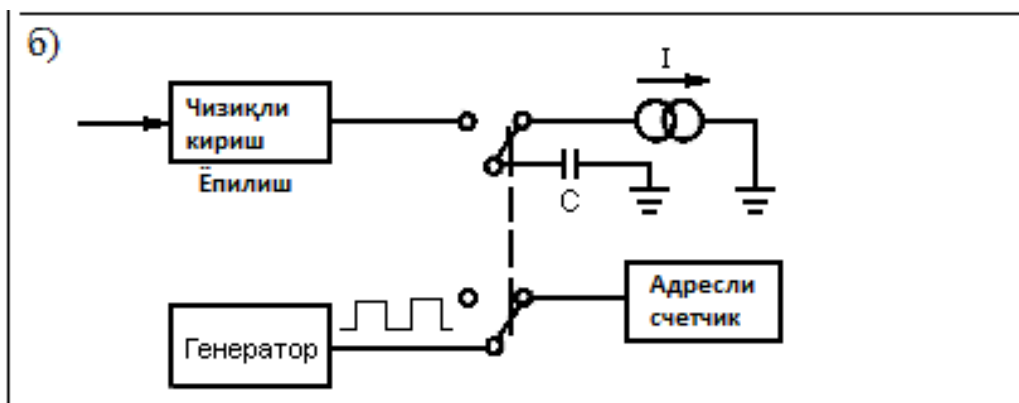 б)
I
Чизиқли
кириш
Ёпилиш
C
Генератор
Адресли
счетчик